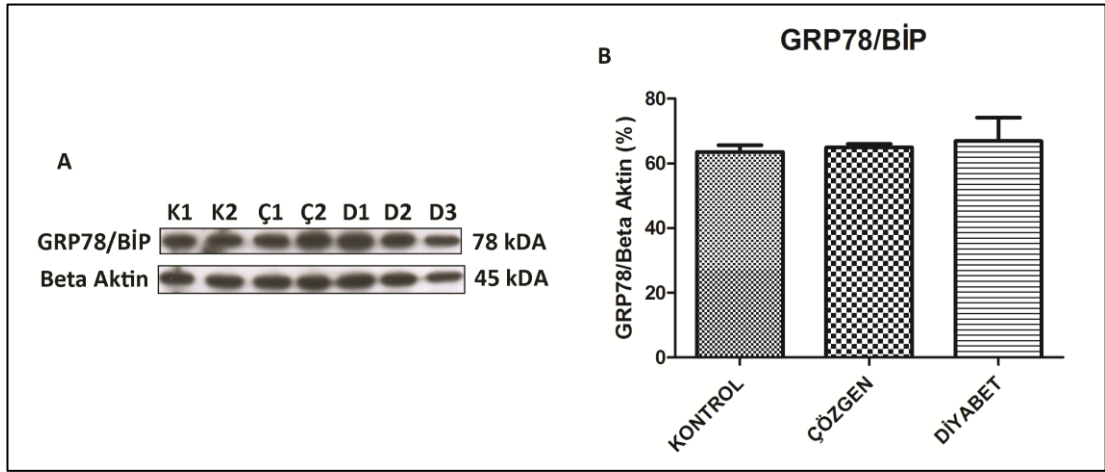 A
K1 K2 Ç1 Ç2 D1 D2 D3
GRP78/BİP 78 kDA
Beta Aktin 45 kDA
B
GRP78/BİP
GRP78/Beta Aktin (%)
80
60
40
20
0
KONTROL
ÇÖZGEN
DİYABET